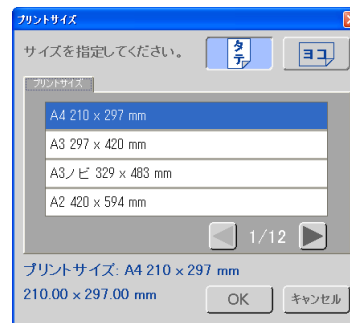 プリントサイズ
サイズを指定してください。
タテ
ヨコ
プリントサイズ
A4 210 x 297 mm
A3 297 x 420 mm
A3ノビ 329 x 483 mm
A2 420 x 594 mm
1/12
プリントサイズ: A4 210 x 297 mm
210.00 x 297.00 mm
OK
キャンセル